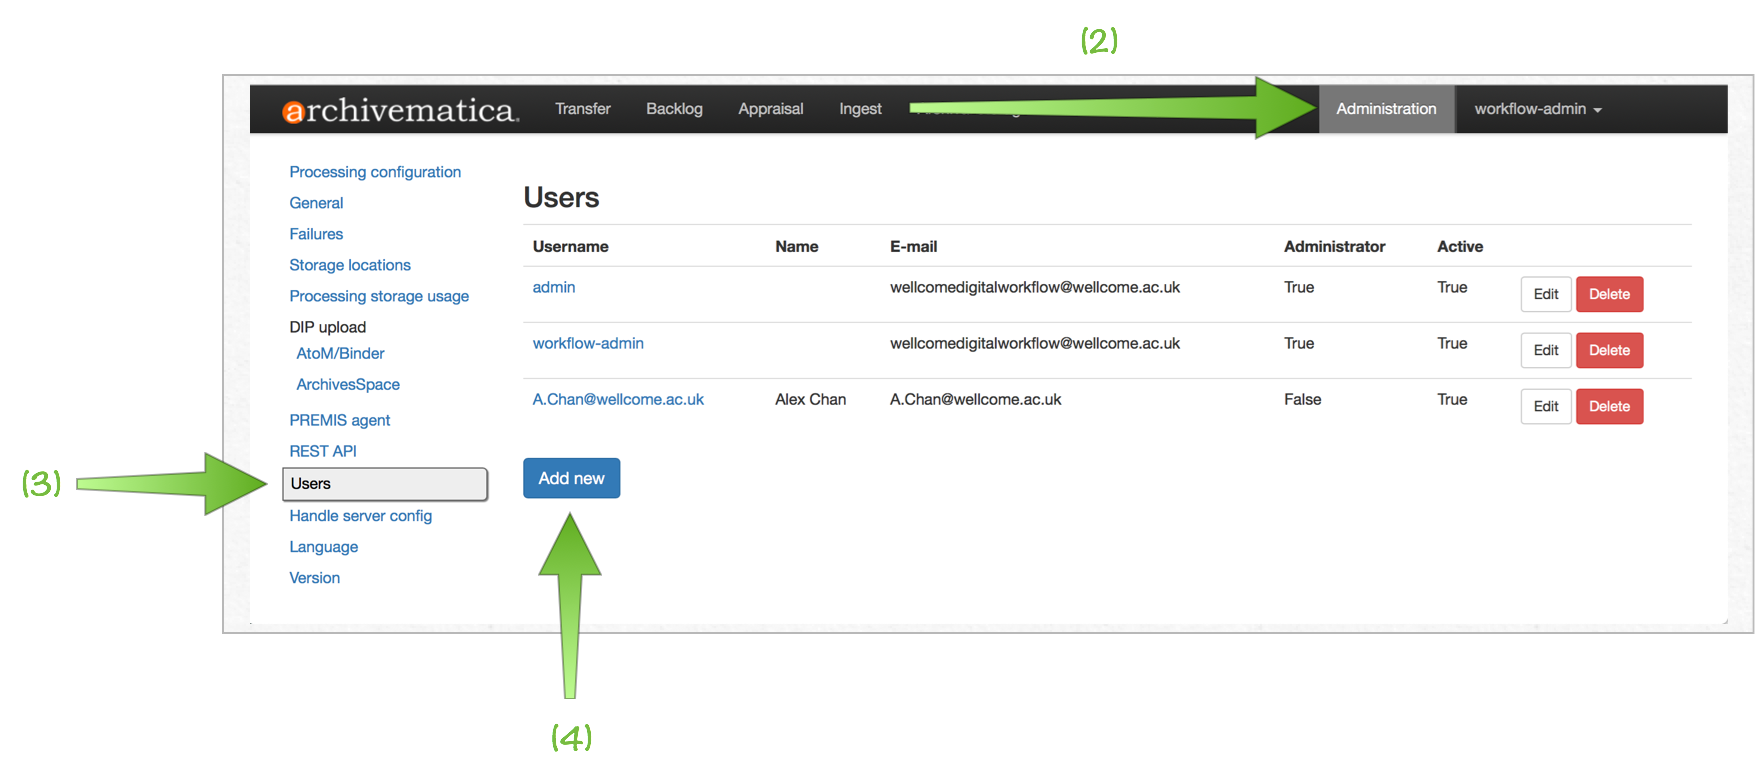 (2)
archivematica. Transfer Backlog Appraisal Ingest Administration workflow-admin
Processing configuration
General
Failures
Storage locations
Processing storage usage
DIP upload
AtoM/Binder
ArchivesSpace
PREMIS agent
REST API
Users
Handle server config
Language
Version
Users
Username Name E-mail Administrator Active
admin wellcomedigitalworkflow@wellcome.ac.uk True True Edit Delete
workflow-admin wellcomedigitalworkflow@wellcome.ac.uk True True Edit Delete
A.Chan@wellcome.ac.uk Alex Chan A.Chan@wellcome.ac.uk False True Edit Delete
Add new
(3)
(4)